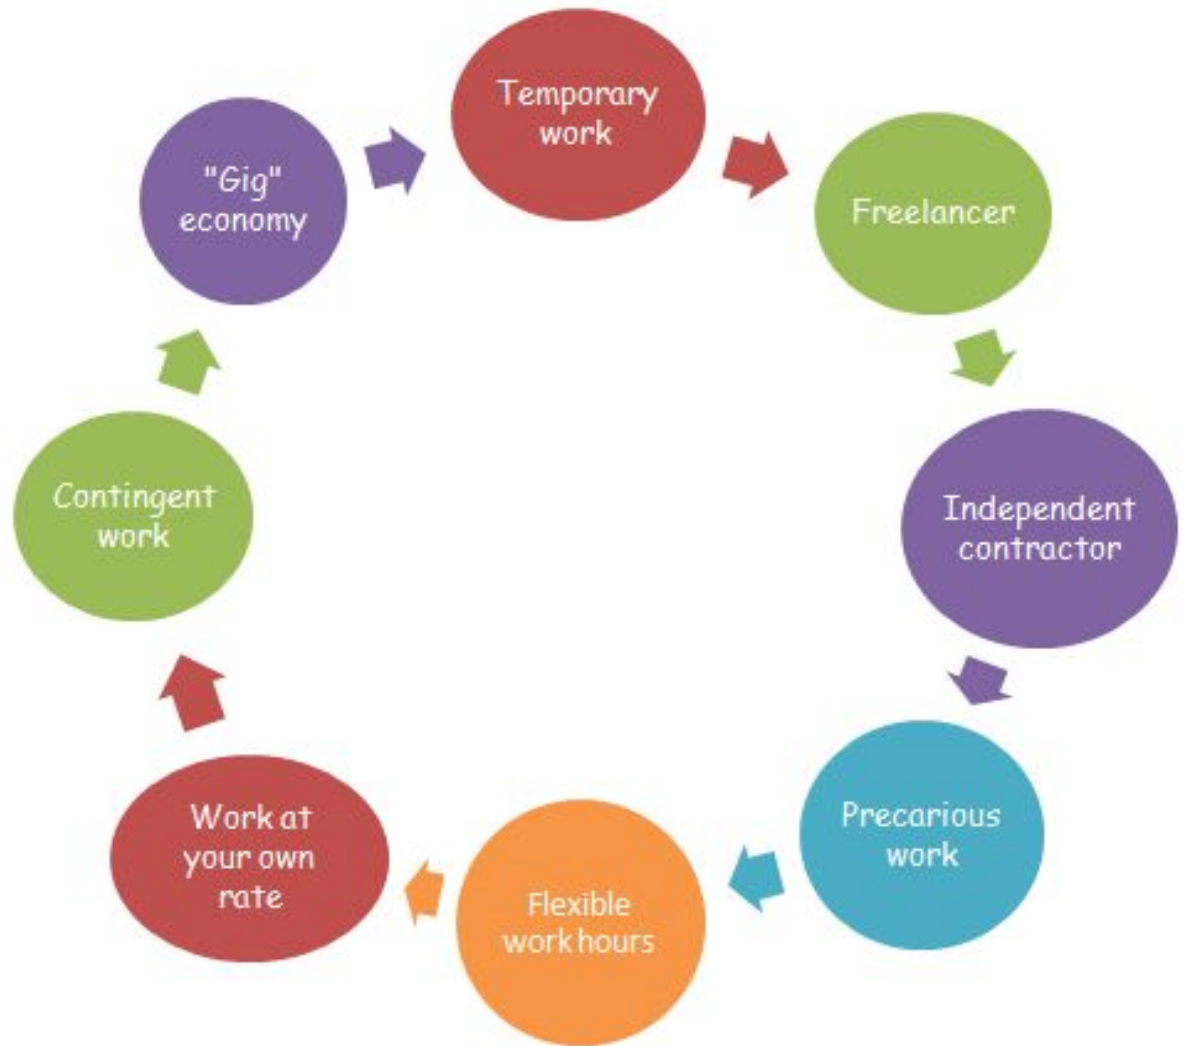 Temporary
work
Freelancer
Independent
contractor
Precarious
work
Flexible
work hours
Work at
your own
rate
Contingent
work
"Gig"
economy